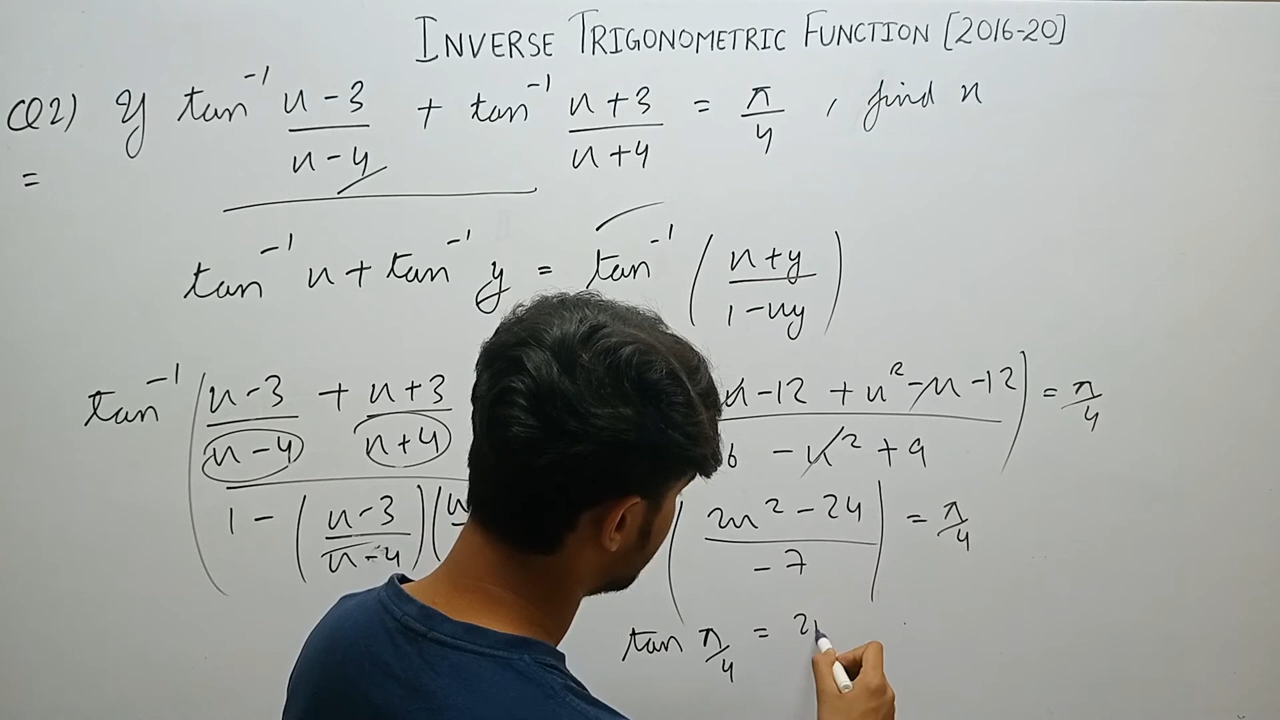 INVERSE TRIGONOMETRIC FUNCTION [2016-20]
Q2) If tan⁻¹ (x-3)/(x-4) + tan⁻¹ (x+3)/(x+4) = π/4 , find x
=
tan⁻¹ x + tan⁻¹ y = tan⁻¹ ( (x+y)/(1-xy) )
tan⁻¹ ( (x-3)/(x-4) + (x+3)/(x+4)
1 - ( (x-3)/(x-4) ) (
x-12 + x²-x-12 ) = π/4
6 - x² + 9
( (2x² - 24)/(-7) ) = π/4
tan π/4 = 2